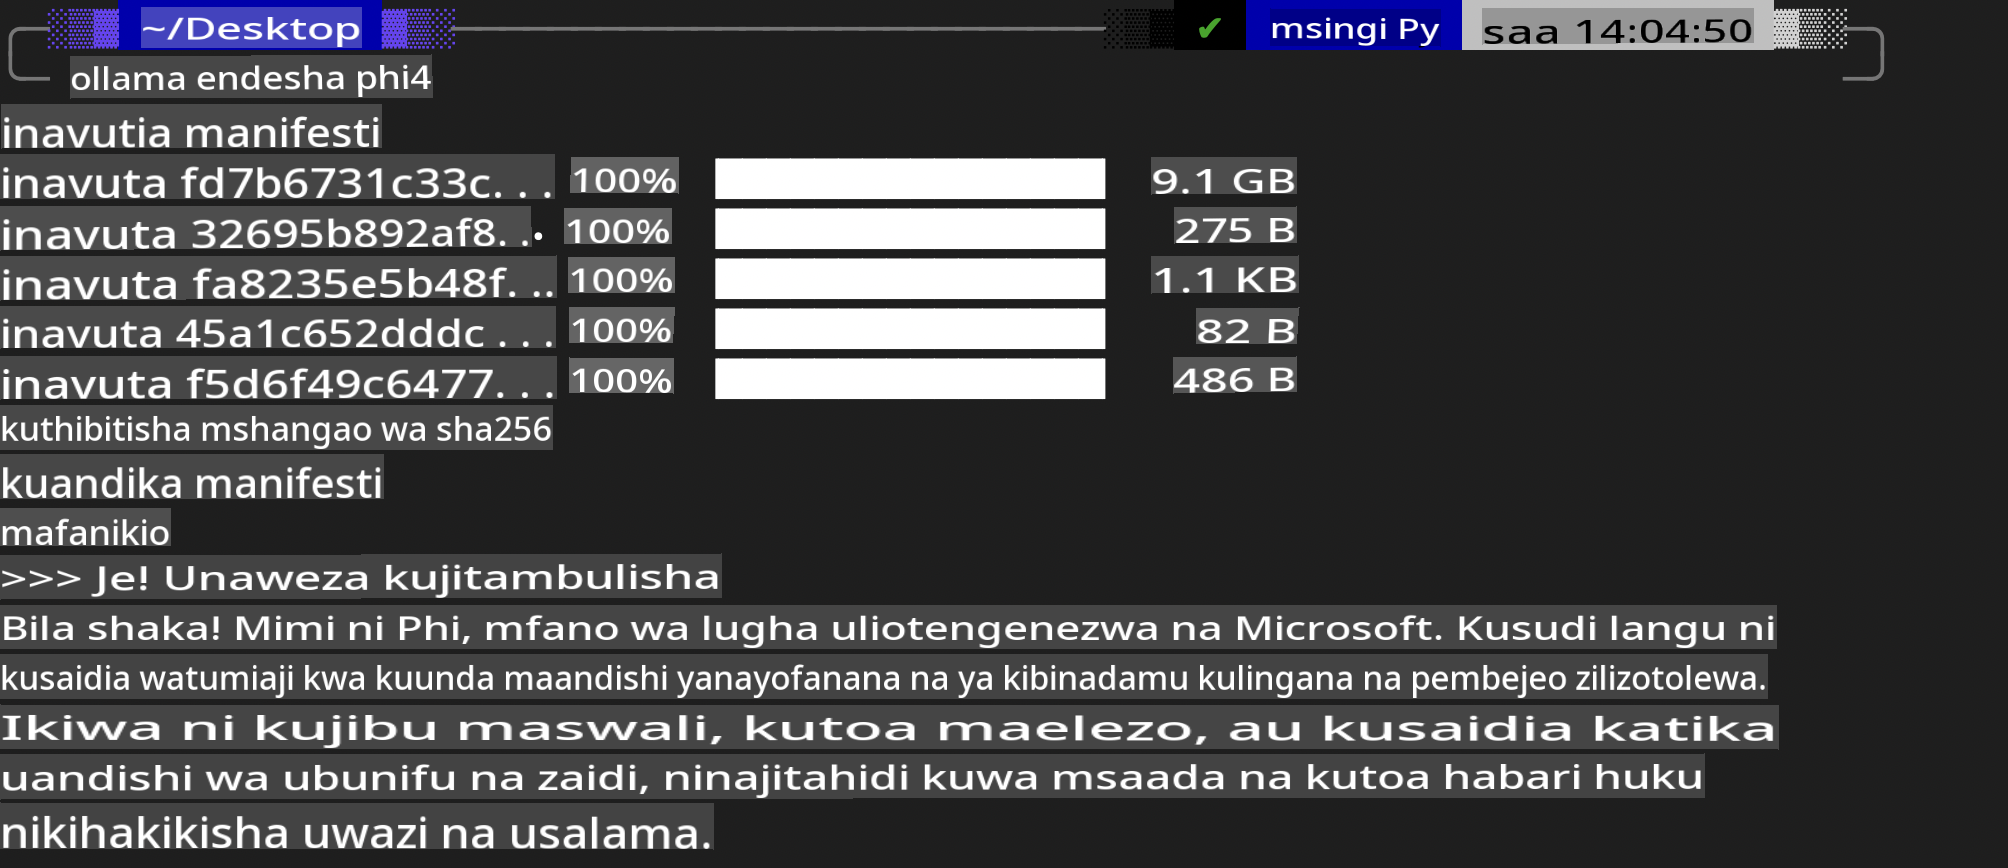 ~/Desktop ✔ msingi Py saa 14:04:50
ollama endesha phi4
inavutia manifesti
inavuta fd7b6731c33c. . . 100% 9.1 GB
inavuta 32695b892af8. . . 100% 275 B
inavuta fa8235e5b48f. .. 100% 1.1 KB
inavuta 45a1c652dddc . . . 100% 82 B
inavuta f5d6f49c6477. . . 100% 486 B
kuthibitisha mshangao wa sha256
kuandika manifesti
mafanikio
>>> Je! Unaweza kujitambulisha
Bila shaka! Mimi ni Phi, mfano wa lugha uliotengenezwa na Microsoft. Kusudi langu ni
kusaidia watumiaji kwa kuunda maandishi yanayofanana na ya kibinadamu kulingana na pembejeo zilizotolewa.
Ikiwa ni kujibu maswali, kutoa maelezo, au kusaidia katika
uandishi wa ubunifu na zaidi, ninajitahidi kuwa msaada na kutoa habari huku
nikihakikisha uwazi na usalama.